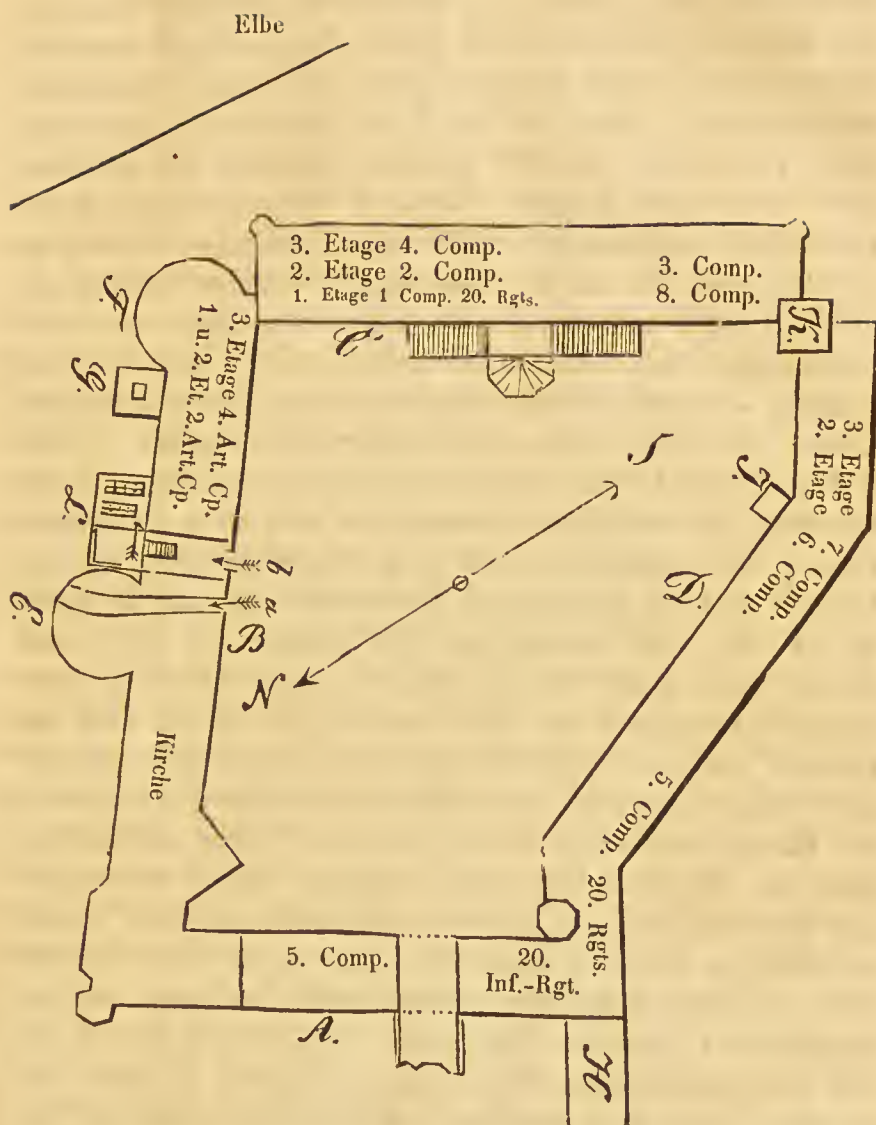 Elbe
3. Etage 4. Comp.
2. Etage 2. Comp.
1. Etage 1 Comp. 20. Rgts.
3. Comp.
8. Comp.
K.
F.
G.
L.
E.
3. Etage 4. Art. Cp.
1. u. 2. Et. 2. Art. Cp.
C.
b
a
B
S
N
J.
D.
3. Etage
2. Etage
7. Comp.
6. Comp.
5. Comp.
20. Rgts.
Kirche
5. Comp.
20.
Inf.-Rgt.
A.
H